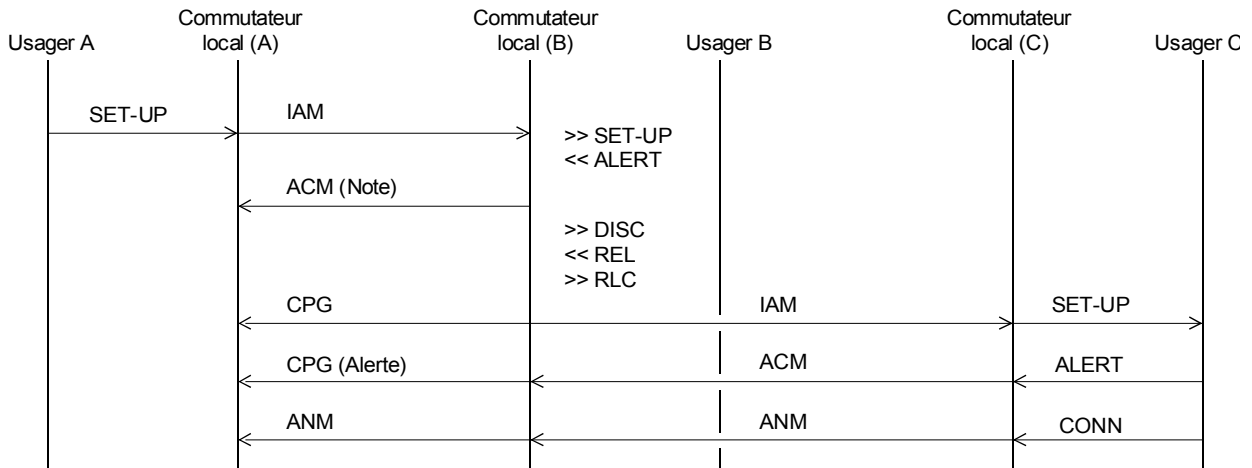 Usager A
Commutateur
local (A)
Commutateur
local (B)
Usager B
Commutateur
local (C)
Usager C
SET-UP
IAM
>> SET-UP
<< ALERT
ACM (Note)
>> DISC
<< REL
>> RLC
CPG
IAM
SET-UP
CPG (Alerte)
ACM
ALERT
ANM
ANM
CONN